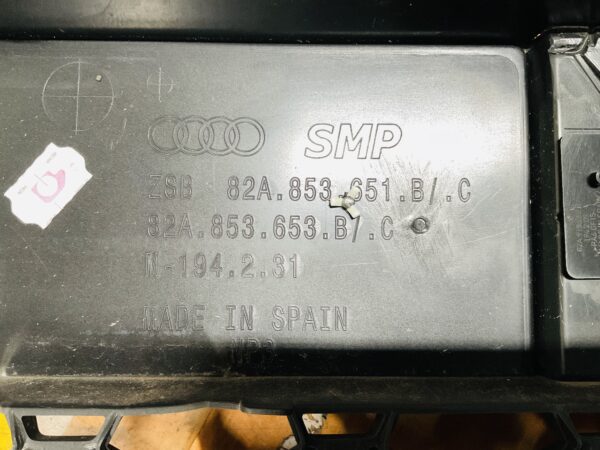 SMP
ZSB 82A.853.651.B/.C
82A.853.653.B/.C
W-194.2.31
MADE IN SPAIN